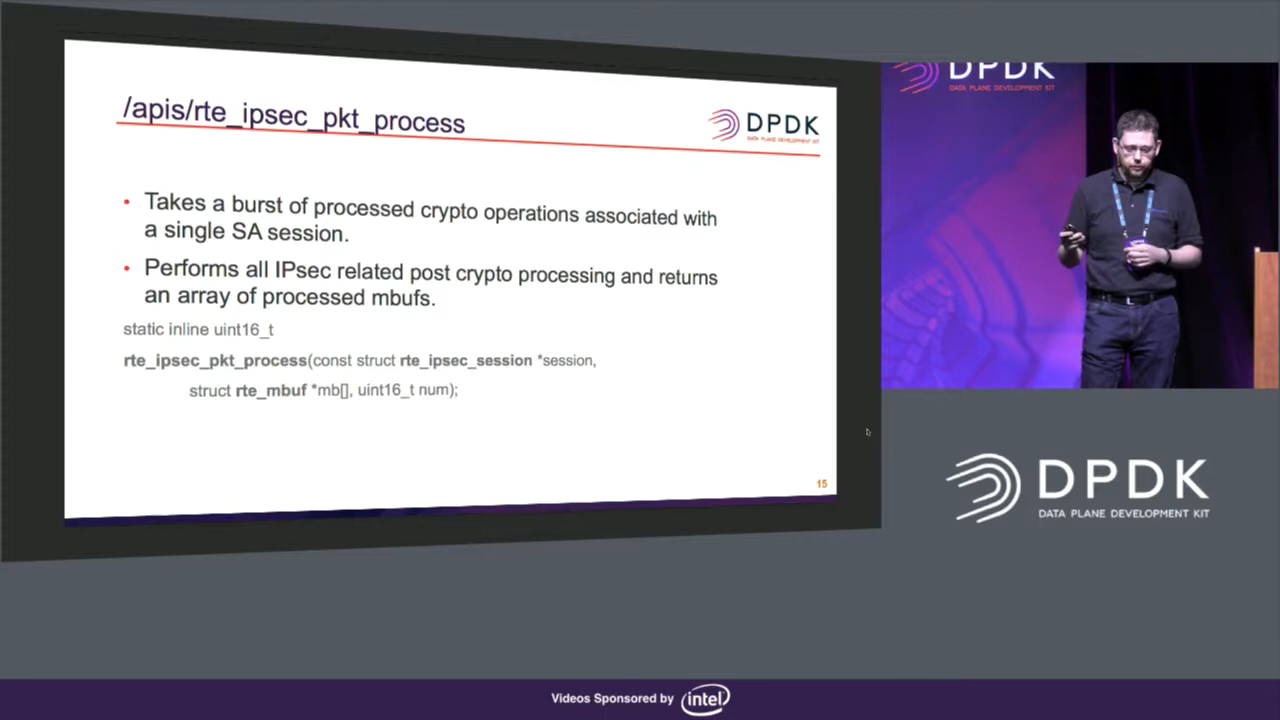 /apis/rte_ipsec_pkt_process
DPDK
DATA PLANE DEVELOPMENT KIT
• Takes a burst of processed crypto operations associated with
a single SA session.
• Performs all IPsec related post crypto processing and returns
an array of processed mbufs.
static inline uint16_t
rte_ipsec_pkt_process(const struct rte_ipsec_session *session,
struct rte_mbuf *mb[], uint16_t num);
15
DPDK
DATA PLANE DEVELOPMENT KIT
DPDK
DATA PLANE DEVELOPMENT KIT
Videos Sponsored by intel